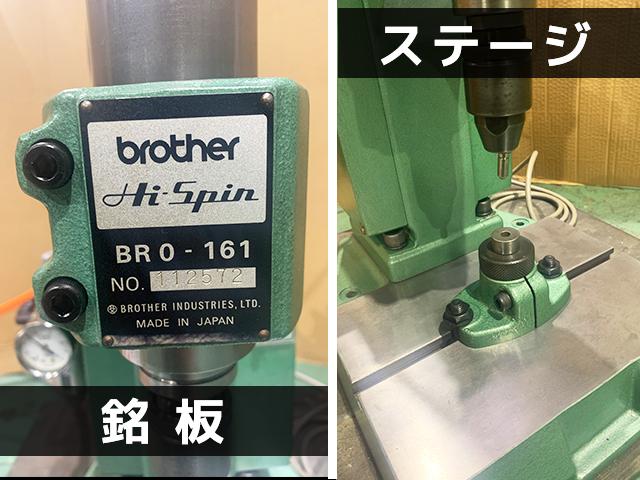 brother
Hi-Spin
BR0-161
NO. 112572
® BROTHER INDUSTRIES, LTD.
MADE IN JAPAN
銘板
ステージ